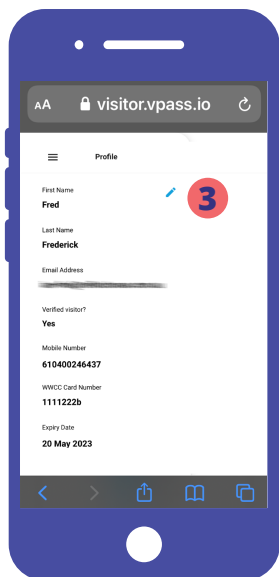 AA visitor.vpass.io
Profile
First Name
3
Fred
Last Name
Frederick
Email Address
Verified visitor?
Yes
Mobile Number
610400246437
WWCC Card Number
1111222b
Expiry Date
20 May 2023